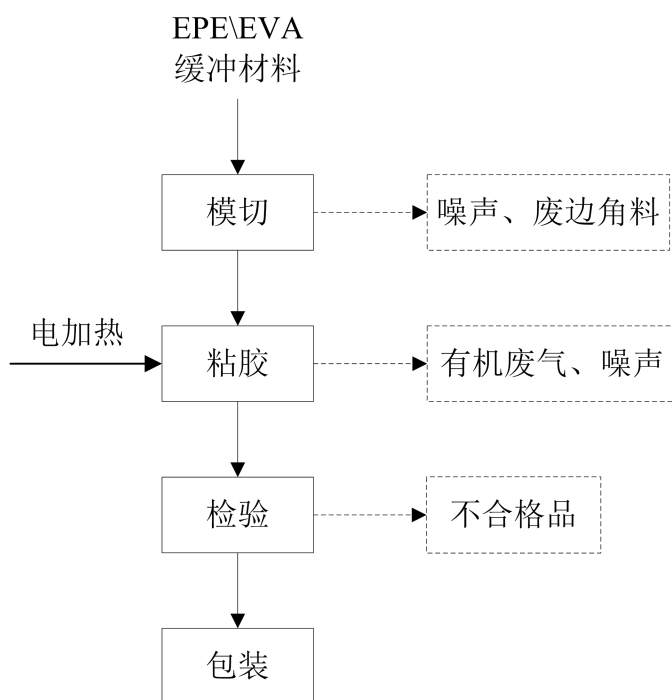 EPE\EVA
缓冲材料
模切
噪声、废边角料
电加热
粘胶
有机废气、噪声
检验
不合格品
包装